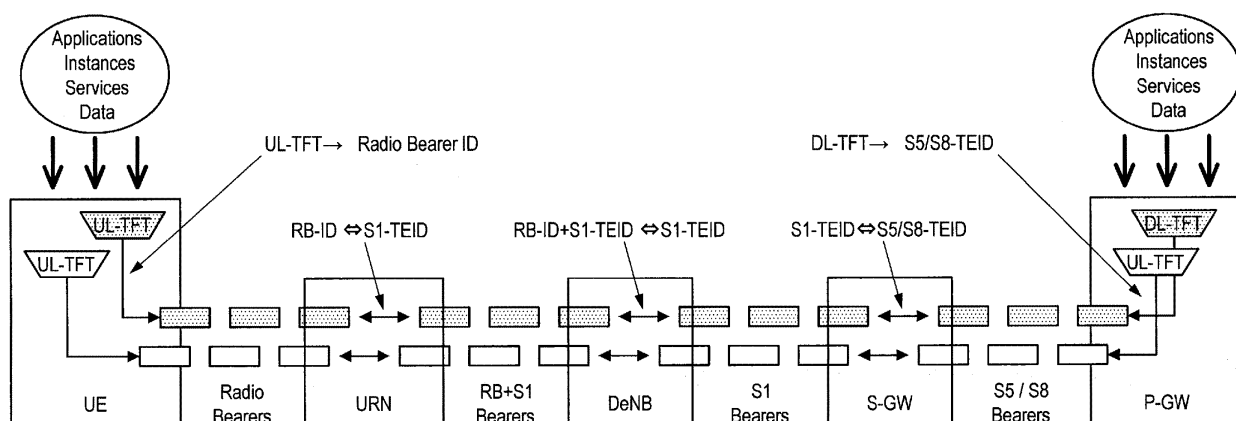 Applications
Instances
Services
Data
Applications
Instances
Services
Data
UL-TFT→ Radio Bearer ID
DL-TFT→ S5/S8-TEID
UL-TFT
DL-TFT
RB-ID ⇔S1-TEID
RB-ID+S1-TEID ⇔S1-TEID
S1-TEID⇔S5/S8-TEID
UL-TFT
UL-TFT
UE
Radio
Bearers
URN
RB+S1
Bearers
DeNB
S1
Bearers
S-GW
S5 / S8
Bearers
P-GW